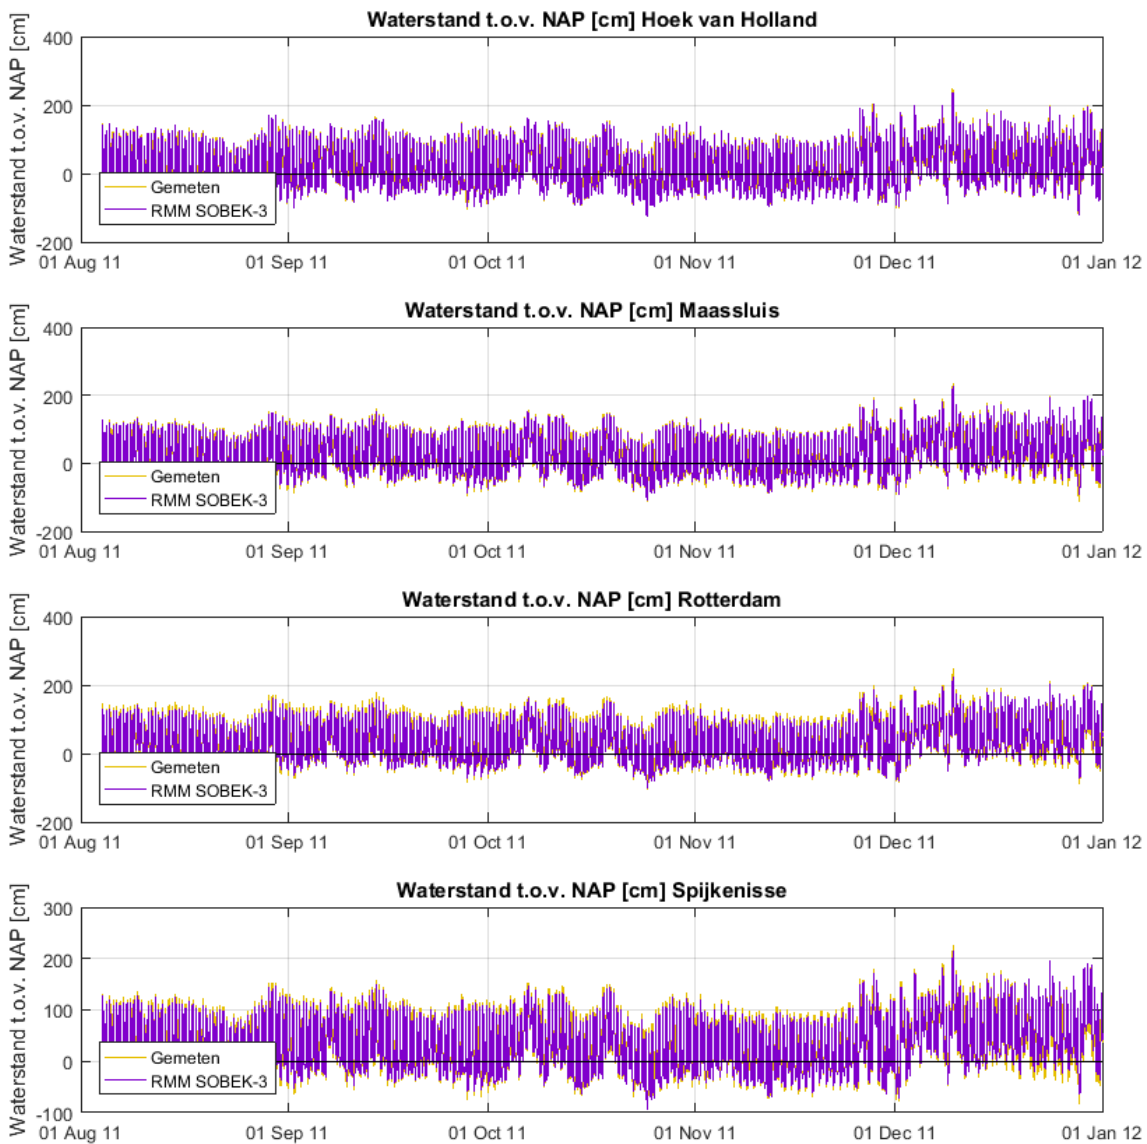 Waterstand t.o.v. NAP [cm] Hoek van Holland
Waterstand t.o.v. NAP [cm]
400
200
0
-200
Gemeten
RMM SOBEK-3
01 Aug 11 01 Sep 11 01 Oct 11 01 Nov 11 01 Dec 11 01 Jan 12
Waterstand t.o.v. NAP [cm] Maassluis
Waterstand t.o.v. NAP [cm]
400
200
0
-200
Gemeten
RMM SOBEK-3
01 Aug 11 01 Sep 11 01 Oct 11 01 Nov 11 01 Dec 11 01 Jan 12
Waterstand t.o.v. NAP [cm] Rotterdam
Waterstand t.o.v. NAP [cm]
400
200
0
-200
Gemeten
RMM SOBEK-3
01 Aug 11 01 Sep 11 01 Oct 11 01 Nov 11 01 Dec 11 01 Jan 12
Waterstand t.o.v. NAP [cm] Spijkenisse
Waterstand t.o.v. NAP [cm]
300
200
100
0
-100
Gemeten
RMM SOBEK-3
01 Aug 11 01 Sep 11 01 Oct 11 01 Nov 11 01 Dec 11 01 Jan 12